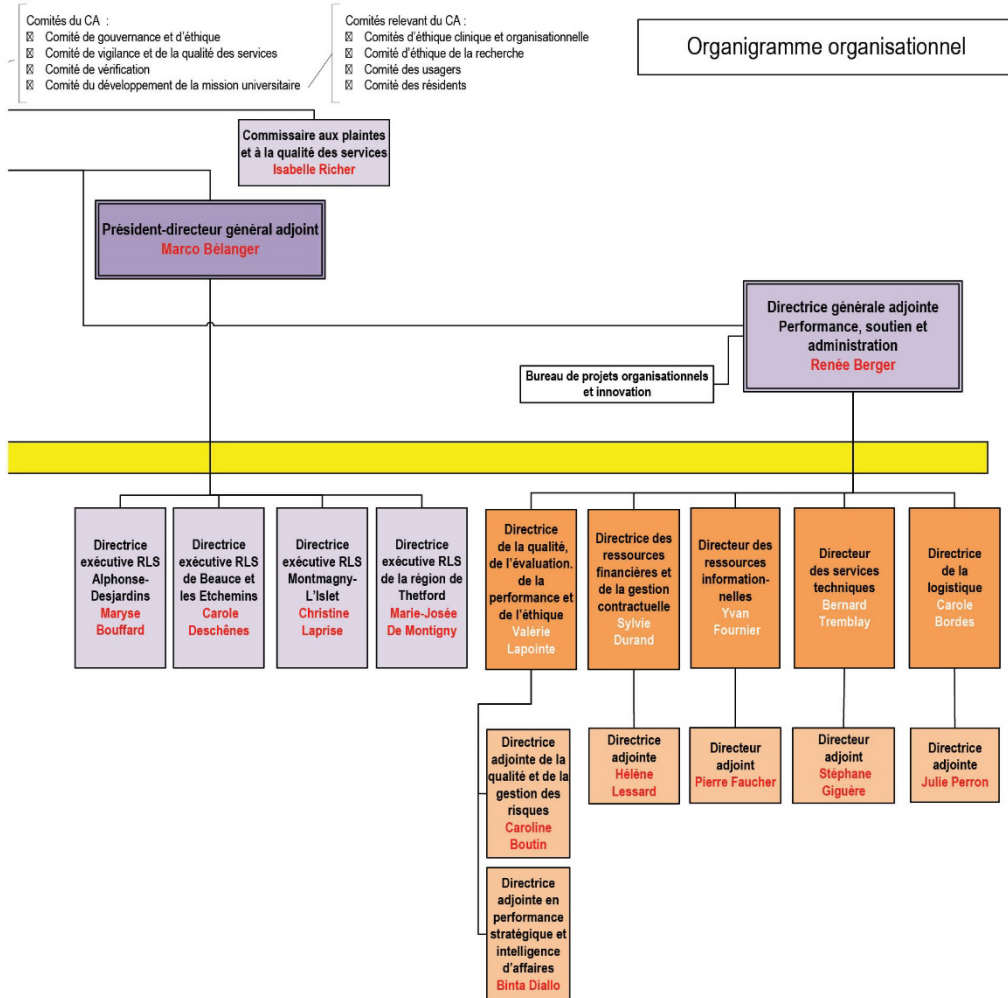 Comités du CA :
☒ Comité de gouvernance et d'éthique
☒ Comité de vigilance et de la qualité des services
☒ Comité de vérification
☒ Comité du développement de la mission universitaire
Comités relevant du CA :
☒ Comités d'éthique clinique et organisationnelle
☒ Comité d'éthique de la recherche
☒ Comité des usagers
☒ Comité des résidents
Organigramme organisationnel
Commissaire aux plaintes
et à la qualité des services
Isabelle Richer
Président-directeur général adjoint
Marco Bélanger
Directrice générale adjointe
Performance, soutien et
administration
Renée Berger
Bureau de projets organisationnels
et innovation
Directrice
exécutive RLS
Alphonse-
Desjardins
Maryse
Bouffard
Directrice
exécutive RLS
de Beauce et
les Etchemins
Carole
Deschênes
Directrice
exécutive RLS
Montmagny-
L'Islet
Christine
Laprise
Directrice
exécutive RLS
de la région de
Thetford
Marie-Josée
De Montigny
Directrice
de la qualité,
de l'évaluation.
de la
performance et
de l'éthique
Valérie
Lapointe
Directrice des
ressources
financières et
de la gestion
contractuelle
Sylvie
Durand
Directeur des
ressources
information-
nelles
Yvan
Fournier
Directeur
des services
techniques
Bernard
Tremblay
Directrice
de la
logistique
Carole
Bordes
Directrice
adjointe de la
qualité et de la
gestion des
risques
Caroline
Boutin
Directrice
adjointe
Hélène
Lessard
Directeur
adjoint
Pierre Faucher
Directeur
adjoint
Stéphane
Giguère
Directrice
adjointe
Julie Perron
Directrice
adjointe en
performance
stratégique et
intelligence
d'affaires
Binta Diallo